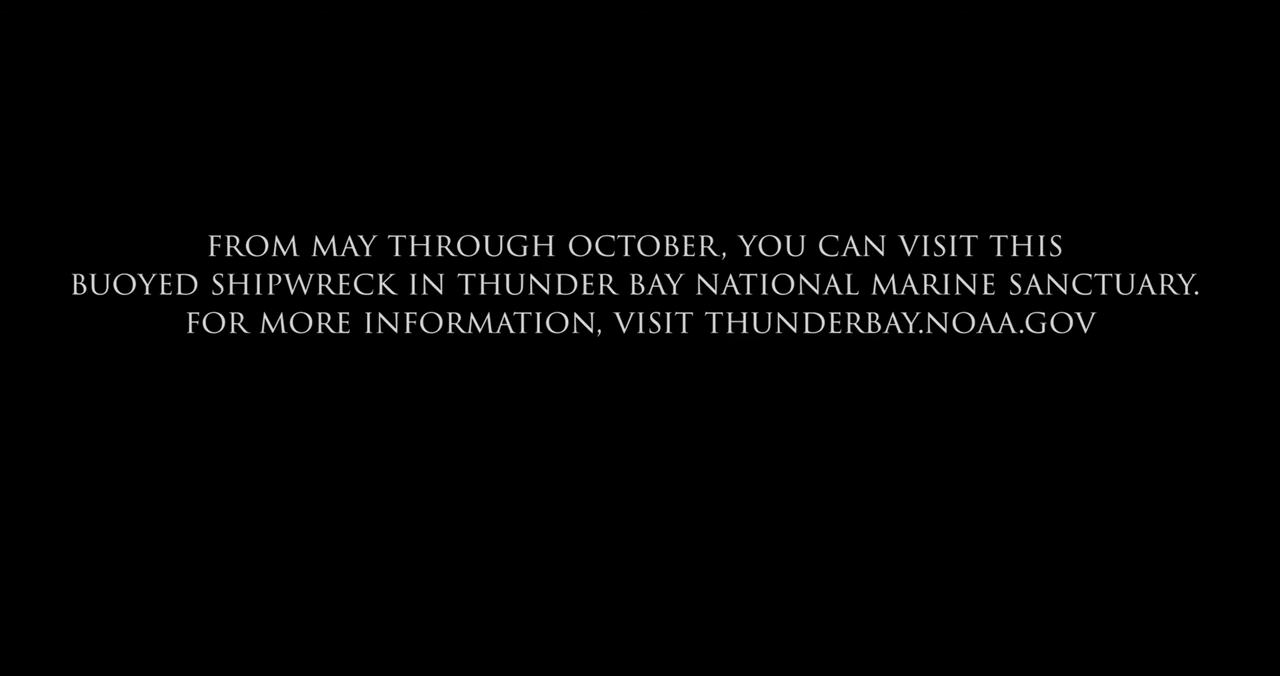 FROM MAY THROUGH OCTOBER, YOU CAN VISIT THIS
BUOYED SHIPWRECK IN THUNDER BAY NATIONAL MARINE SANCTUARY.
FOR MORE INFORMATION, VISIT THUNDERBAY.NOAA.GOV